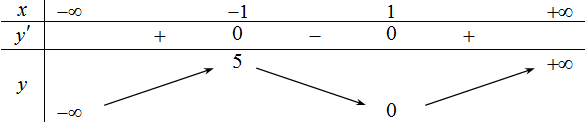 x −∞ −1 1 +∞
y′ + 0 − 0 +
5 +∞
y
−∞ 0